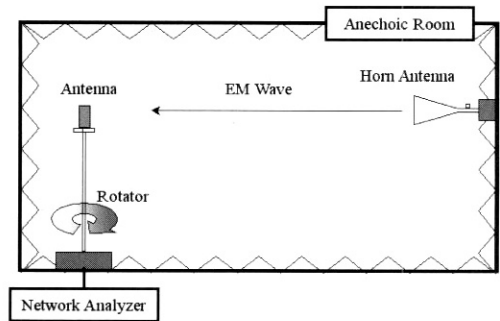 Anechoic Room
Horn Antenna
Antenna
EM Wave
Rotator
Network Analyzer